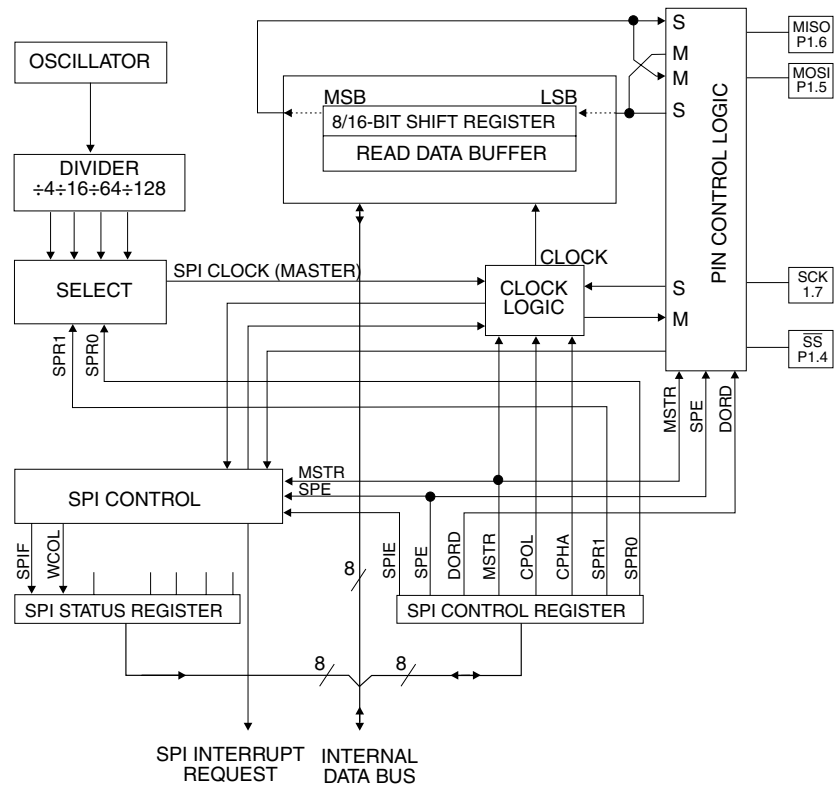 OSCILLATOR
DIVIDER
÷4÷16÷64÷128
SELECT
SPI CLOCK (MASTER)
SPR1
SPR0
MSB
LSB
8/16-BIT SHIFT REGISTER
READ DATA BUFFER
CLOCK
CLOCK
LOGIC
S
M
M
S
S
M
PIN CONTROL LOGIC
MISO
P1.6
MOSI
P1.5
SCK
1.7
SS
P1.4
MSTR
SPE
DORD
SPI CONTROL
MSTR
SPE
SPIF
WCOL
SPI STATUS REGISTER
8
SPIE
SPE
DORD
MSTR
CPOL
CPHA
SPR1
SPR0
SPI CONTROL REGISTER
8
8
SPI INTERRUPT
REQUEST
INTERNAL
DATA BUS